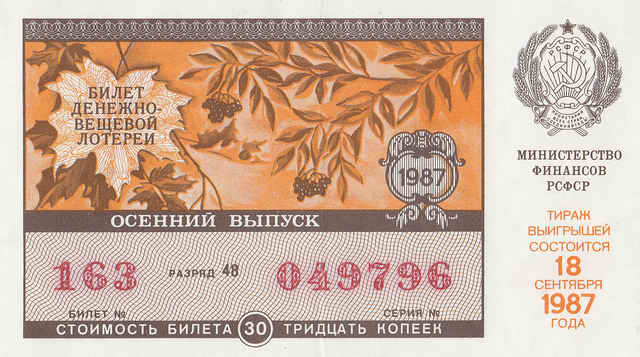 БИЛЕТ
ДЕНЕЖНО-
ВЕЩЕВОЙ
ЛОТЕРЕИ
1987
ОСЕННИЙ ВЫПУСК
163 РАЗРЯД 48 049796
БИЛЕТ № СЕРИЯ №
СТОИМОСТЬ БИЛЕТА 30 ТРИДЦАТЬ КОПЕЕК
РСФСР
МИНИСТЕРСТВО
ФИНАНСОВ
РСФСР
ТИРАЖ
ВЫИГРЫШЕЙ
СОСТОИТСЯ
18
СЕНТЯБРЯ
1987
ГОДА